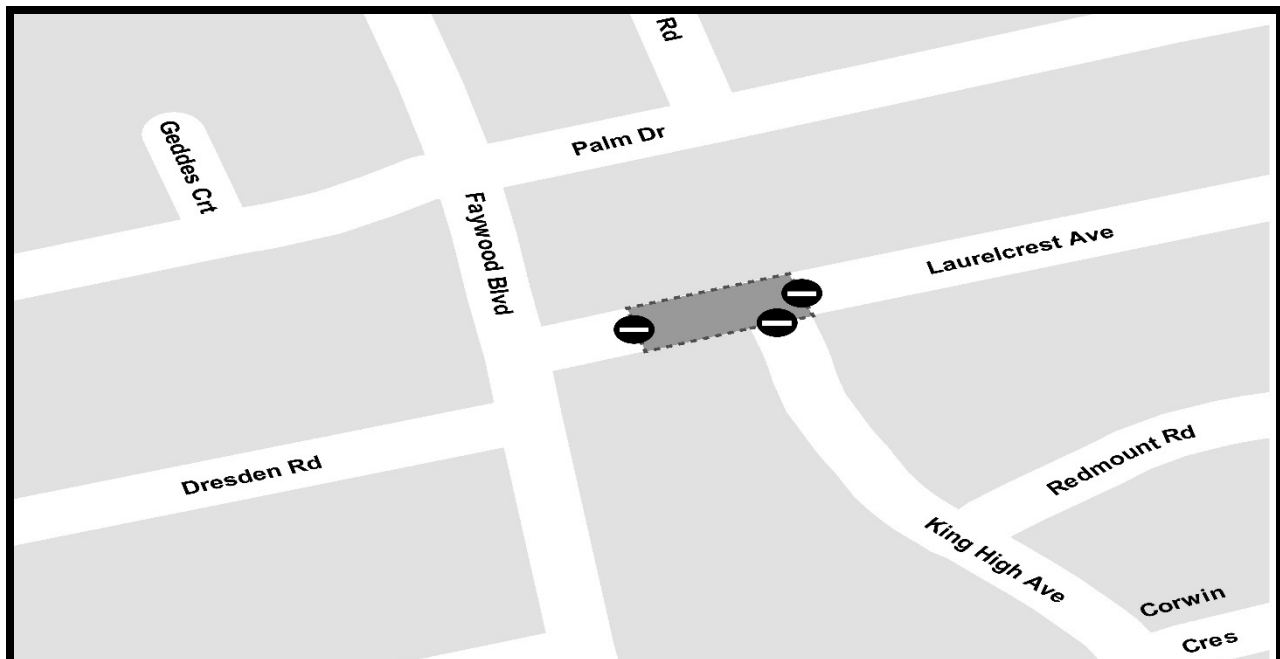 Rd
Palm Dr
Geddes Crt
Faywood Blvd
Laurelcrest Ave
Dresden Rd
Redmount Rd
King High Ave
Corwin
Cres